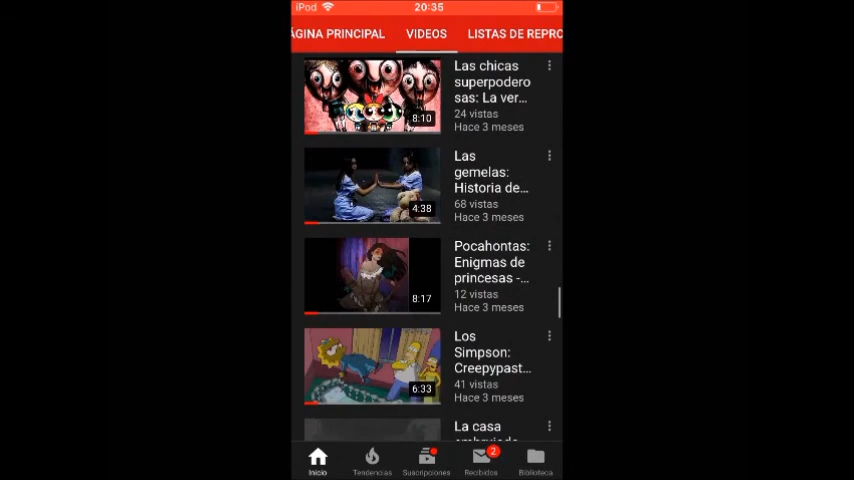 iPod 20:35
ÁGINA PRINCIPAL VIDEOS LISTAS DE REPRO
Las chicas
superpodero
sas: La ver...
24 vistas
Hace 3 meses
8:10
Las
gemelas:
Historia de...
68 vistas
Hace 3 meses
4:38
Pocahontas:
Enigmas de
princesas -...
12 vistas
Hace 3 meses
8:17
Los
Simpson:
Creepypast...
41 vistas
Hace 3 meses
6:33
La casa
2
Inicio Tendencias Suscripciones Recibidos Biblioteca